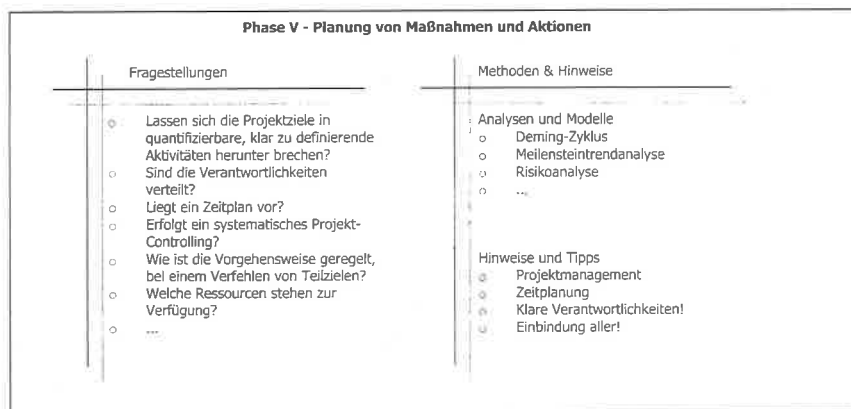 Phase V - Planung von Maßnahmen und Aktionen
Fragestellungen
Lassen sich die Projektziele in
quantifizierbare, klar zu definierende
Aktivitäten herunter brechen?
Sind die Verantwortlichkeiten
verteilt?
Liegt ein Zeitplan vor?
Erfolgt ein systematisches Projekt-
Controlling?
Wie ist die Vorgehensweise geregelt,
bei einem Verfehlen von Teilzielen?
Welche Ressourcen stehen zur
Verfügung?
...
Methoden & Hinweise
Analysen und Modelle
Deming-Zyklus
Meilensteintrendanalyse
Risikoanalyse
...
Hinweise und Tipps
Projektmanagement
Zeitplanung
Klare Verantwortlichkeiten!
Einbindung aller!